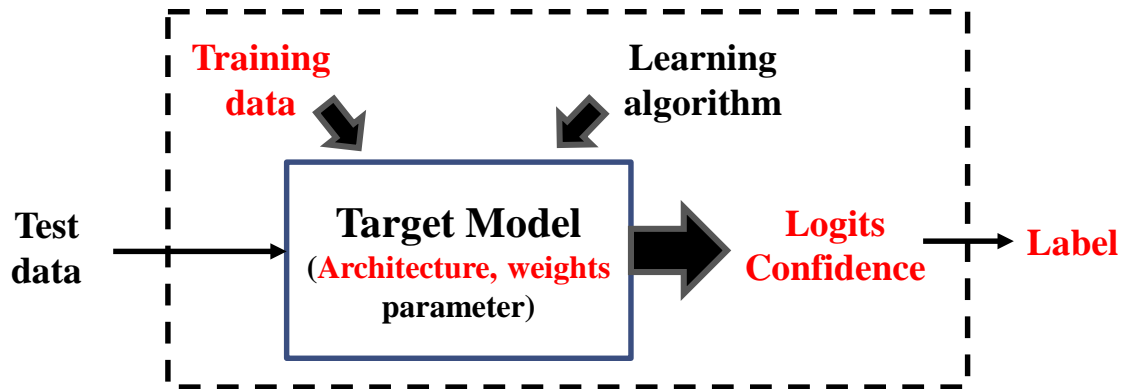 Training
data
Learning
algorithm
Test
data
Target Model
(Architecture, weights
parameter)
Logits
Confidence
Label